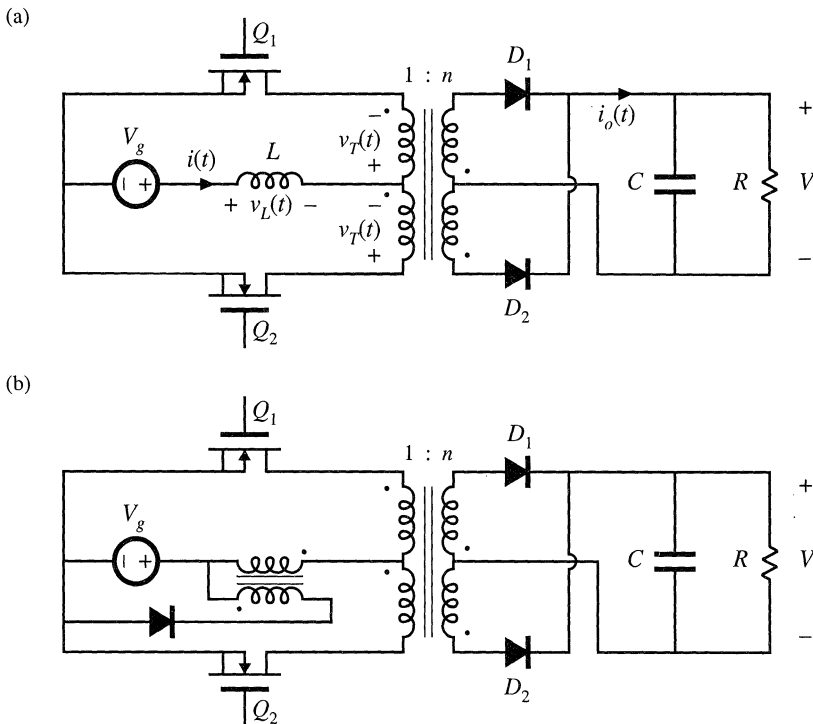 (a)
Q1
D1
1 : n
+
−
io(t)
vT(t)
Vg
i(t)
L
+
− +
C
R
V
+ vL(t) −
−
vT(t)
+
−
D2
Q2
(b)
Q1
D1
1 : n
+
Vg
− +
C
R
V
−
D2
Q2